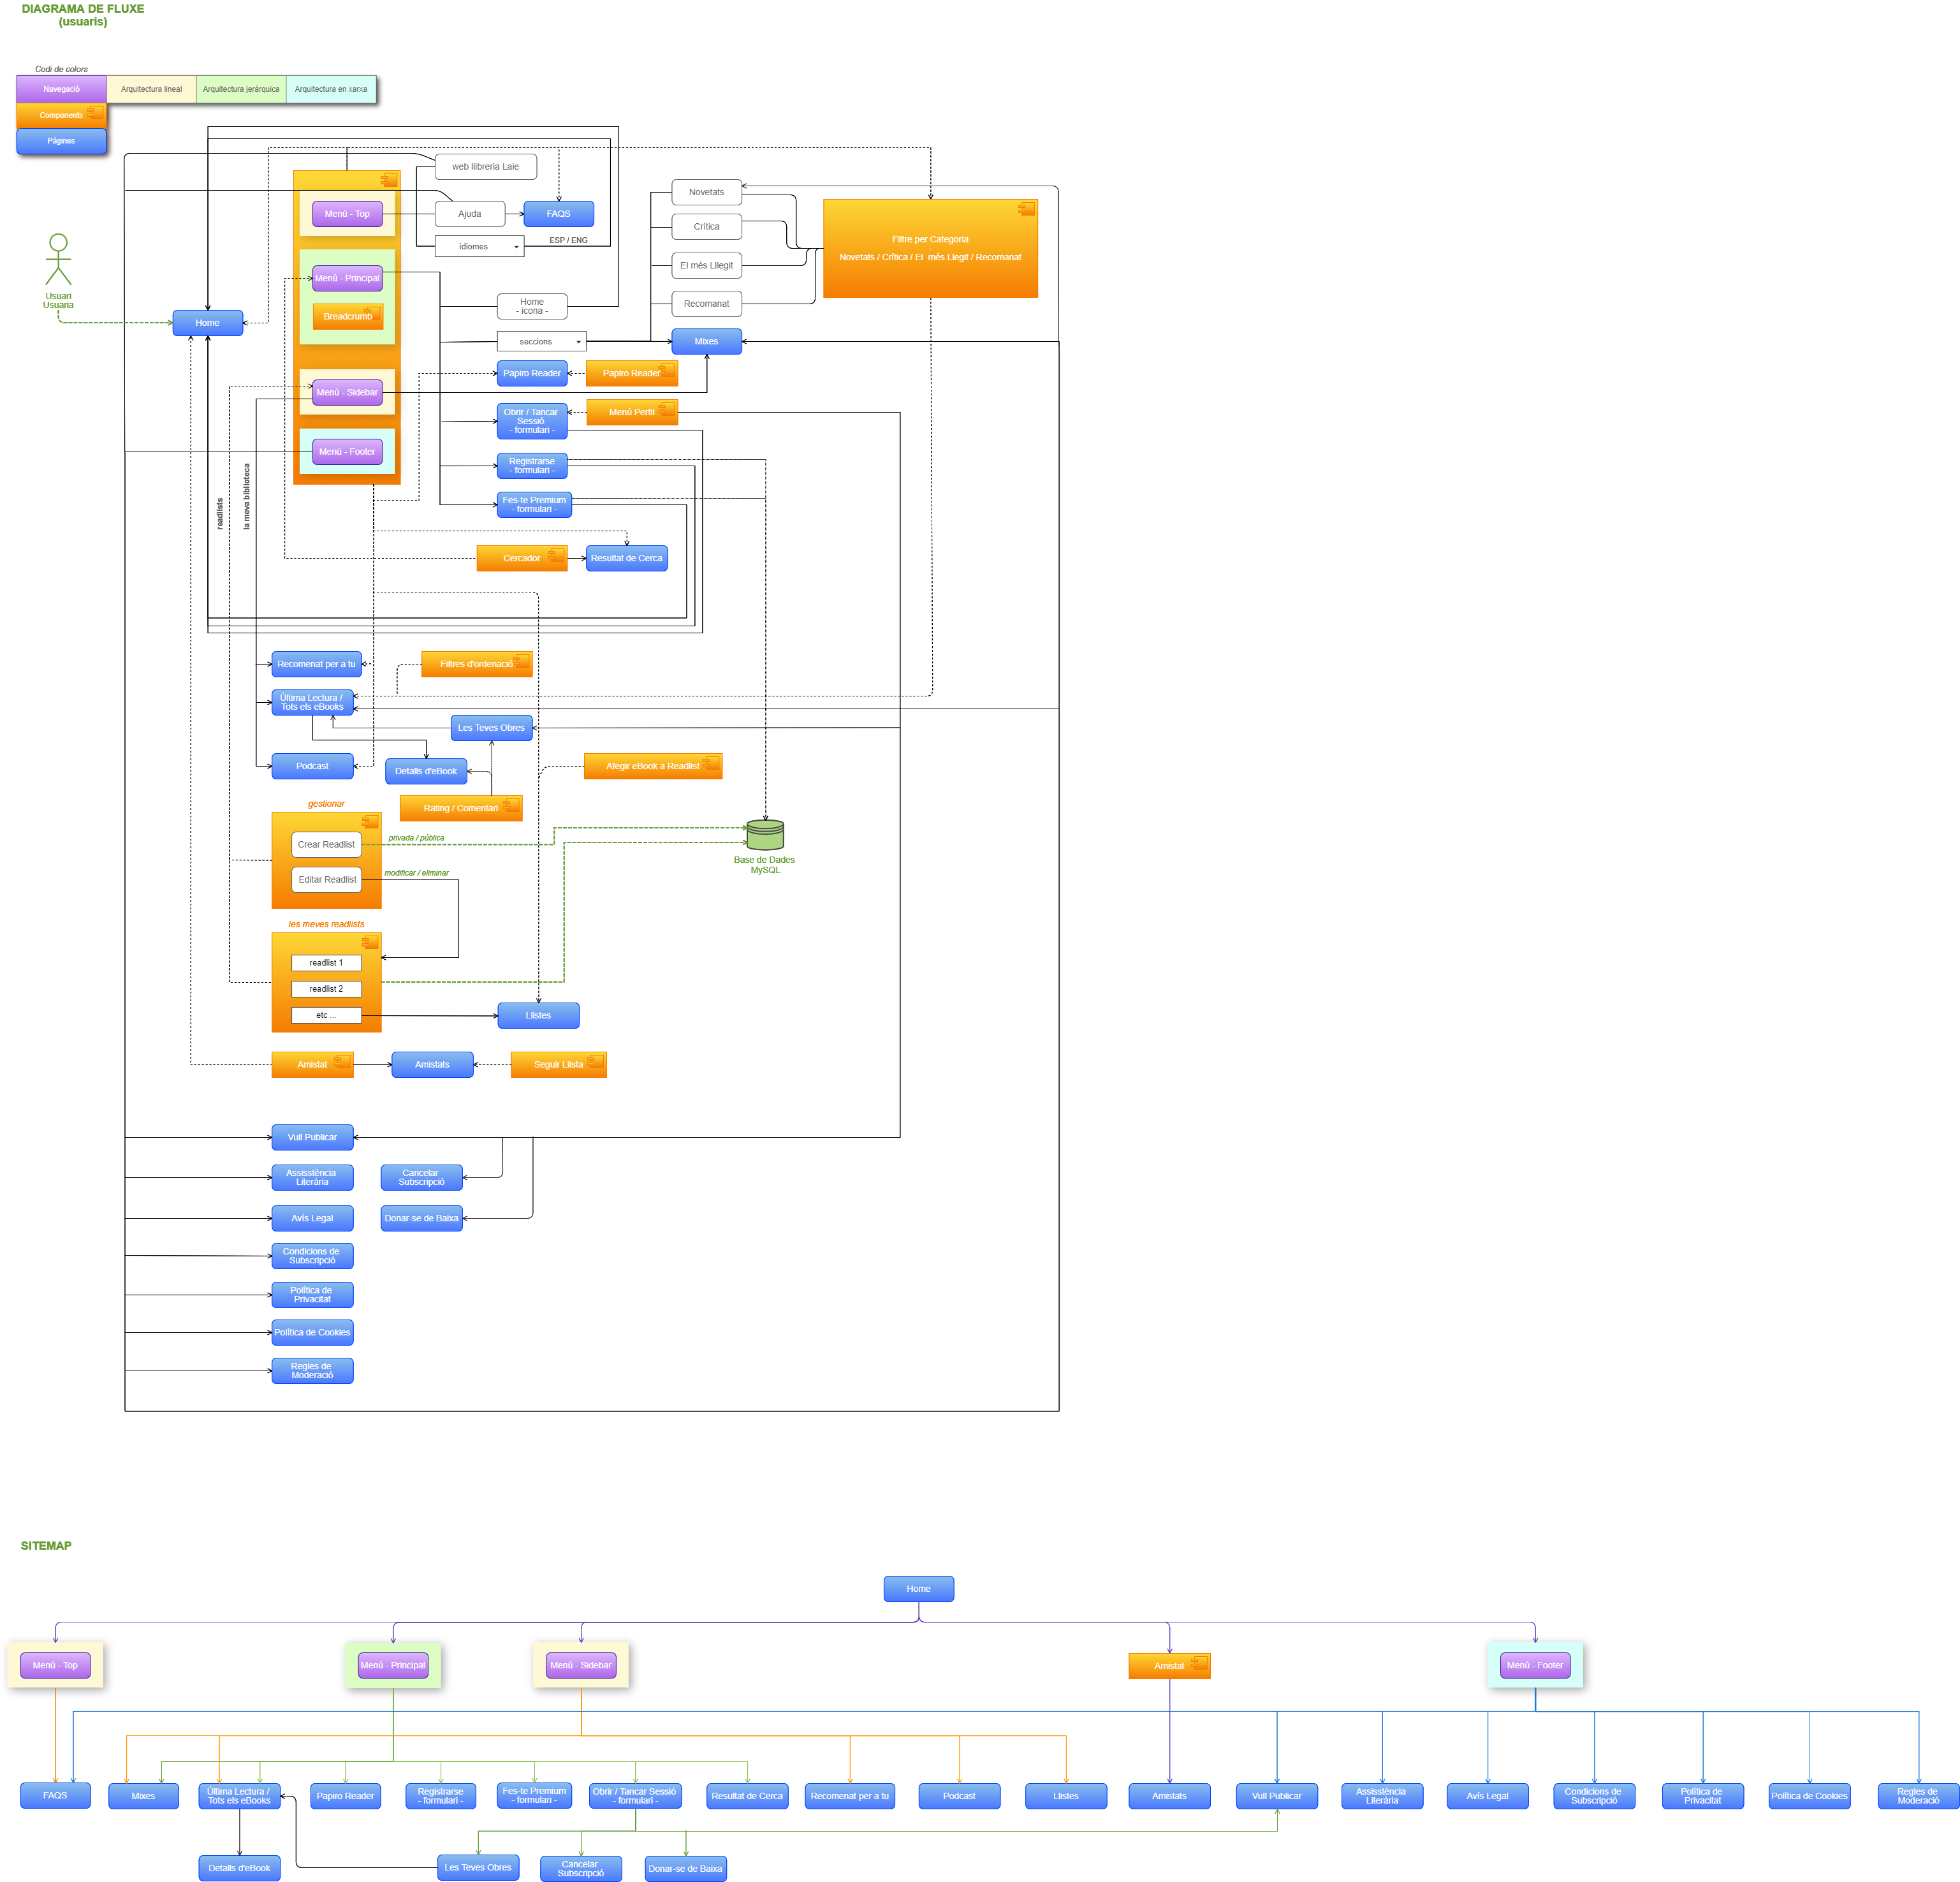 DIAGRAMA DE FLUXE
(usuaris)
Codi de colors
Navegació
Arquitectura lineal
Arquitectura jeràrquica
Arquitectura en xarxa
Components
Pàgines
web llibreria Laie
Menú - Top
Ajuda
FAQS
idiomes
ESP / ENG
Novetats
Crítica
El més Lllegit
Recomanat
Filtre per Categoria
-
Novetats / Crítica / El  més Llegit / Recomanat
Usuari
Usuaria
Menú - Principal
Breadcrumb
Home
Home
- icona -
seccions
Mixes
Papiro Reader
Papiro Reader
Menú - Sidebar
Obrir / Tancar
Sessió
- formulari -
Menú Perfil
Menú - Footer
Registrarse
- formulari -
Fes-te Premium
- formulari -
readlists
la meva biblioteca
Cercador
Resultat de Cerca
Recomenat per a tu
Filtres d'ordenació
Última Lectura /
Tots els eBooks
Les Teves Obres
Podcast
Detalls d'eBook
Afegir eBook a Readlist
Rating / Comentari
gestionar
Crear Readlist
privada / pública
Editar Readlist
modificar / eliminar
Base de Dades
MySQL
les meves readlists
readlist 1
readlist 2
etc ...
Llistes
Amistat
Amistats
Seguir Llista
Vull Publicar
Assisstència
Literària
Cancelar
Subscripció
Avís Legal
Donar-se de Baixa
Condicions de
Subscripció
Política de
Privacitat
Política de Cookies
Regles de
Moderació
SITEMAP
Home
Menú - Top
Menú - Principal
Menú - Sidebar
Amistat
Menú - Footer
FAQS
Mixes
Última Lectura /
Tots els eBooks
Papiro Reader
Registrarse
- formulari -
Fes-te Premium
- formulari -
Obrir / Tancar Sessió
- formulari -
Resultat de Cerca
Recomenat per a tu
Podcast
Llistes
Amistats
Vull Publicar
Assisstència
Literària
Avís Legal
Condicions de
Subscripció
Política de
Privacitat
Política de Cookies
Regles de
Moderació
Detalls d'eBook
Les Teves Obres
Cancelar
Subscripció
Donar-se de Baixa